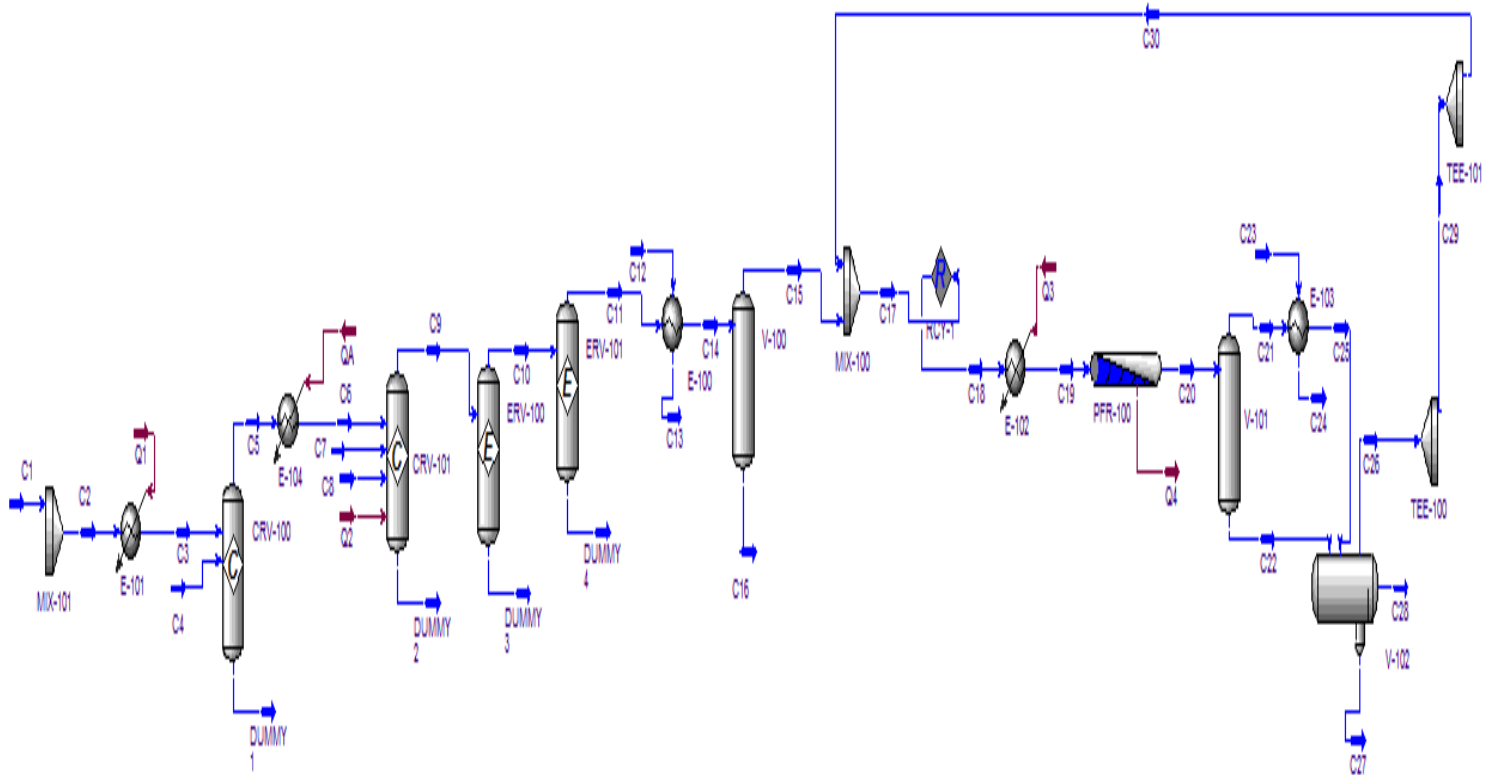 C30
TEE-101
C29
C23
E-103
C12
Q3
C15
C17
R
RCY-1
C11
ERV-101
E
C14
V-100
E-100
MIX-100
C9
QA
C10
ERV-100
E
C13
C18
E-102
C19
PFR-100
C20
C21
C25
C24
V-101
C5
C6
E-104
C7
C8
CRV-101
C
Q2
Q1
C1
C2
MIX-101
E-101
C3
C4
CRV-100
C
Q4
C26
TEE-100
C22
C28
V-102
C27
C16
DUMMY
4
DUMMY
3
DUMMY
2
DUMMY
1